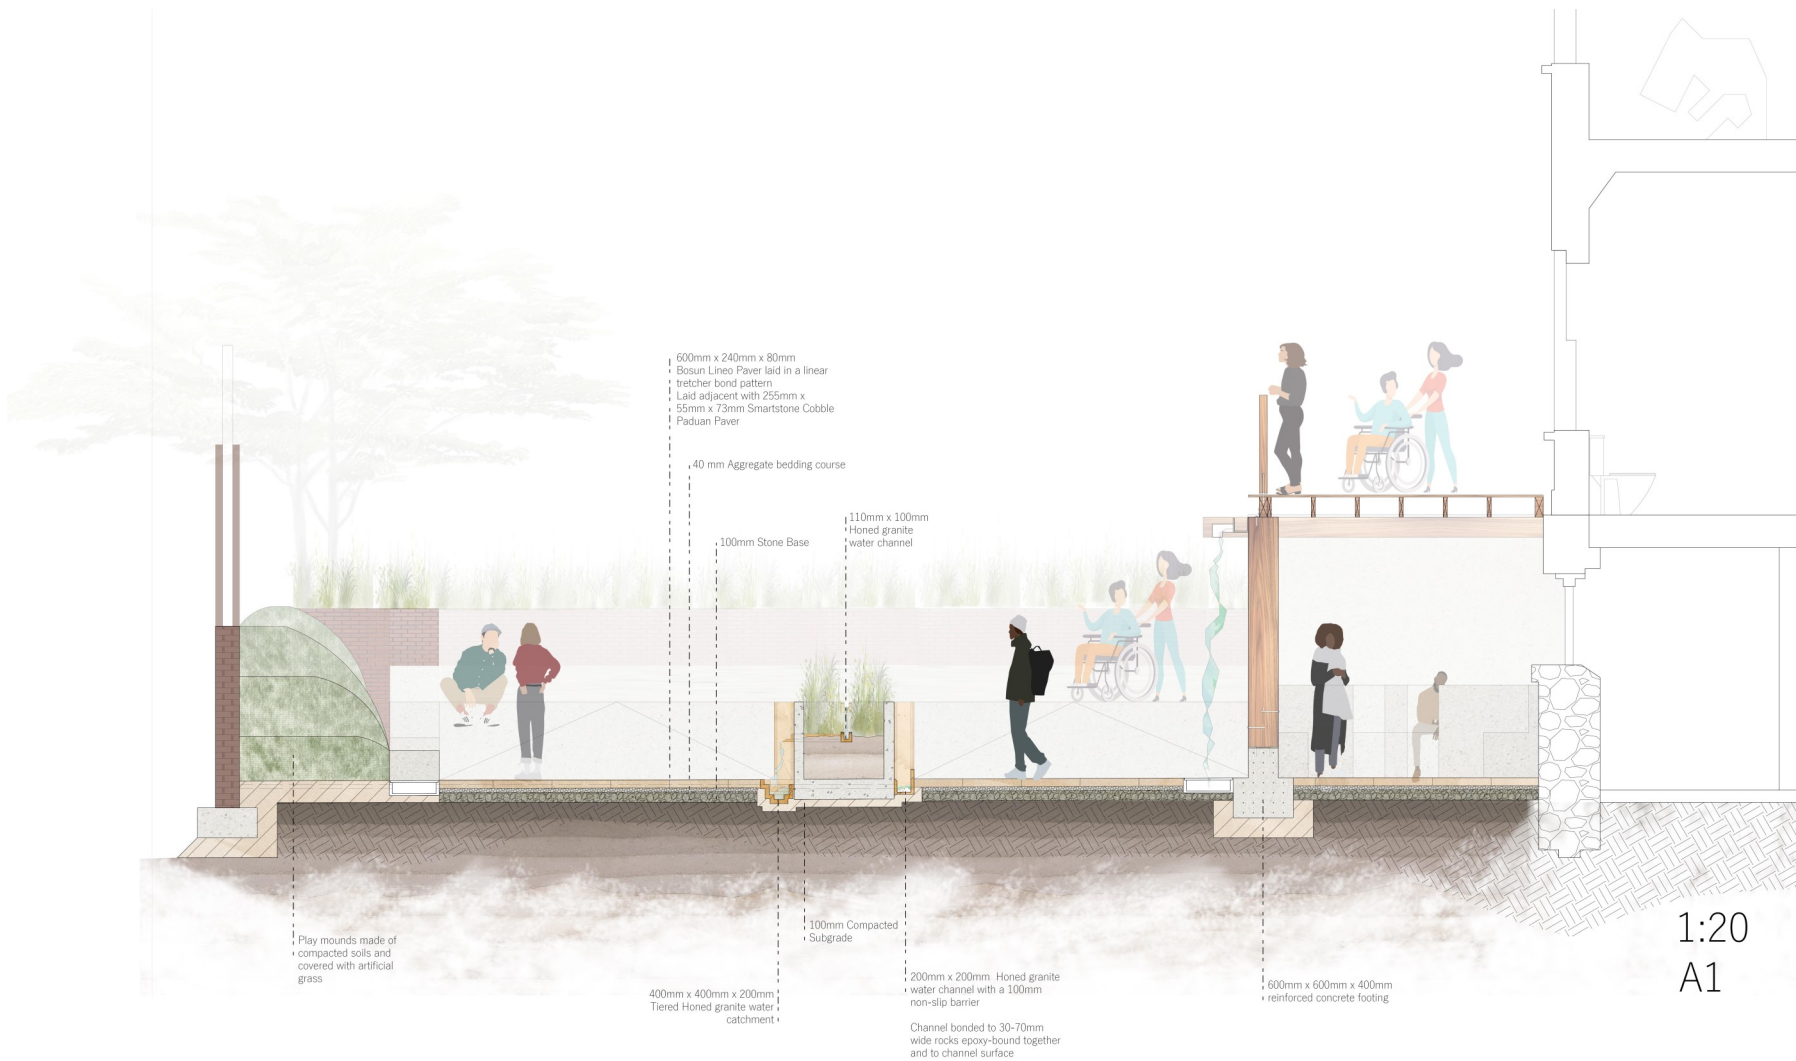 600mm x 240mm x 80mm
Bosun Lineo Paver laid in a linear
tretcher bond pattern
Laid adjacent with 255mm x
55mm x 73mm Smartstone Cobble
Paduan Paver
40 mm Aggregate bedding course
110mm x 100mm
Honed granite
water channel
100mm Stone Base
Play mounds made of
compacted soils and
covered with artificial
grass
100mm Compacted
Subgrade
400mm x 400mm x 200mm
Tiered Honed granite water
catchment
200mm x 200mm Honed granite
water channel with a 100mm
non-slip barrier
Channel bonded to 30-70mm
wide rocks epoxy-bound together
and to channel surface
600mm x 600mm x 400mm
reinforced concrete footing
1:20
A1